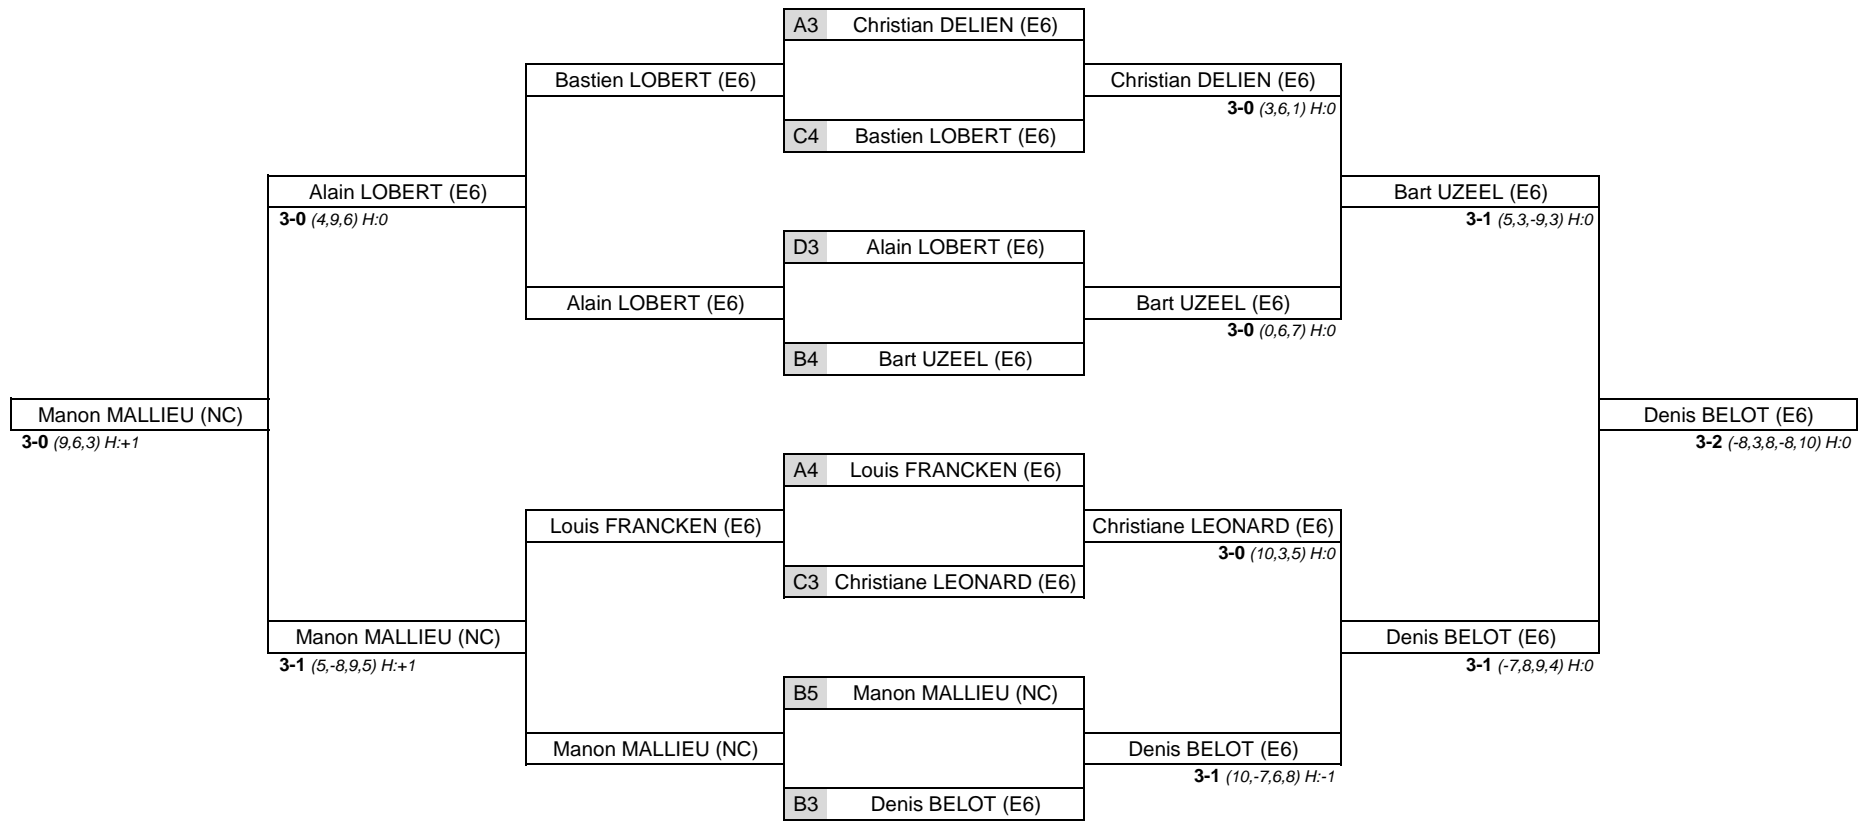 A3 Christian DELIEN (E6)
Bastien LOBERT (E6) Christian DELIEN (E6)
3-0 (3,6,1) H:0
C4 Bastien LOBERT (E6)
Alain LOBERT (E6) Bart UZEEL (E6)
3-0 (4,9,6) H:0 3-1 (5,3,-9,3) H:0
D3 Alain LOBERT (E6)
Alain LOBERT (E6) Bart UZEEL (E6)
3-0 (0,6,7) H:0
B4 Bart UZEEL (E6)
Manon MALLIEU (NC) Denis BELOT (E6)
3-0 (9,6,3) H:+1 3-2 (-8,3,8,-8,10) H:0
A4 Louis FRANCKEN (E6)
Louis FRANCKEN (E6) Christiane LEONARD (E6)
3-0 (10,3,5) H:0
C3 Christiane LEONARD (E6)
Manon MALLIEU (NC) Denis BELOT (E6)
3-1 (5,-8,9,5) H:+1 3-1 (-7,8,9,4) H:0
B5 Manon MALLIEU (NC)
Manon MALLIEU (NC) Denis BELOT (E6)
3-1 (10,-7,6,8) H:-1
B3 Denis BELOT (E6)